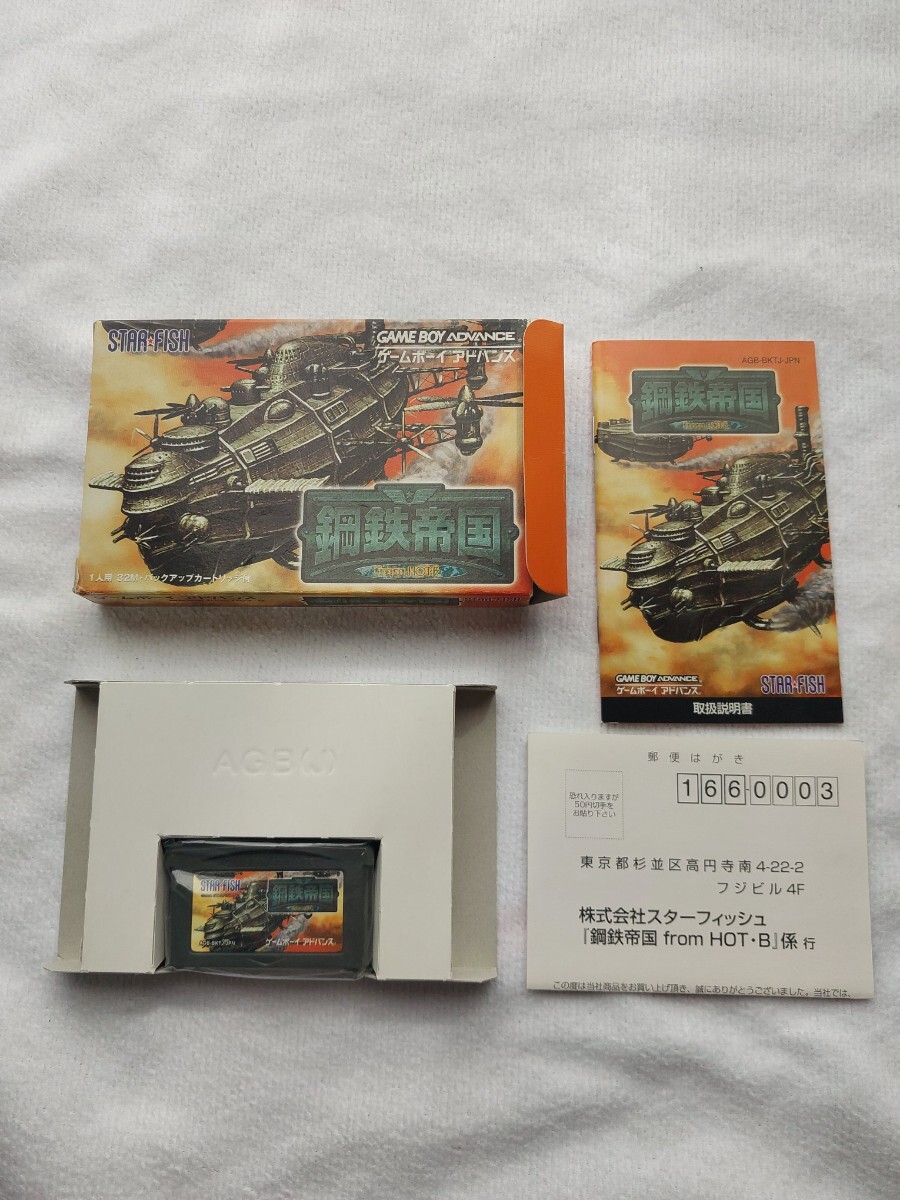 STAR★FISH
GAME BOY ADVANCE
ゲームボーイ アドバンス
鋼鉄帝国
from HOT・B
1人用 32M+バックアップカートリッジ
AGB-BKTJ-JPN
鋼鉄帝国
GAME BOY ADVANCE
ゲームボーイ アドバンス
STAR★FISH
取扱説明書
AGB(J)
STAR★FISH
鋼鉄帝国
AGB-BKTJ-JPN
ゲームボーイ アドバンス
郵便はがき
恐れ入りますが
50円切手を
お貼り下さい
166-0003
東京都杉並区高円寺南4-22-2
フジビル4F
株式会社スターフィッシュ
『鋼鉄帝国 from HOT・B』係 行
この度は当社商品をお買い上げ頂き、誠にありがとうございました。当社では、